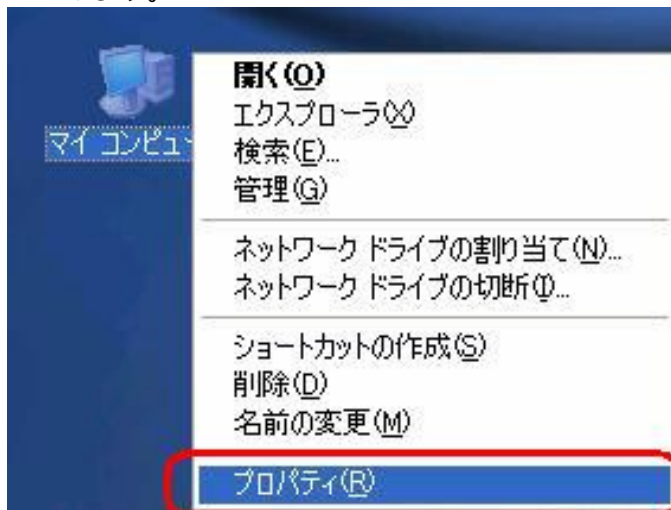 マイ コンピュ
開く(O)
エクスプローラ(X)
検索(E)...
管理(G)
ネットワーク ドライブの割り当て(N)...
ネットワーク ドライブの切断(I)...
ショートカットの作成(S)
削除(D)
名前の変更(M)
プロパティ(R)